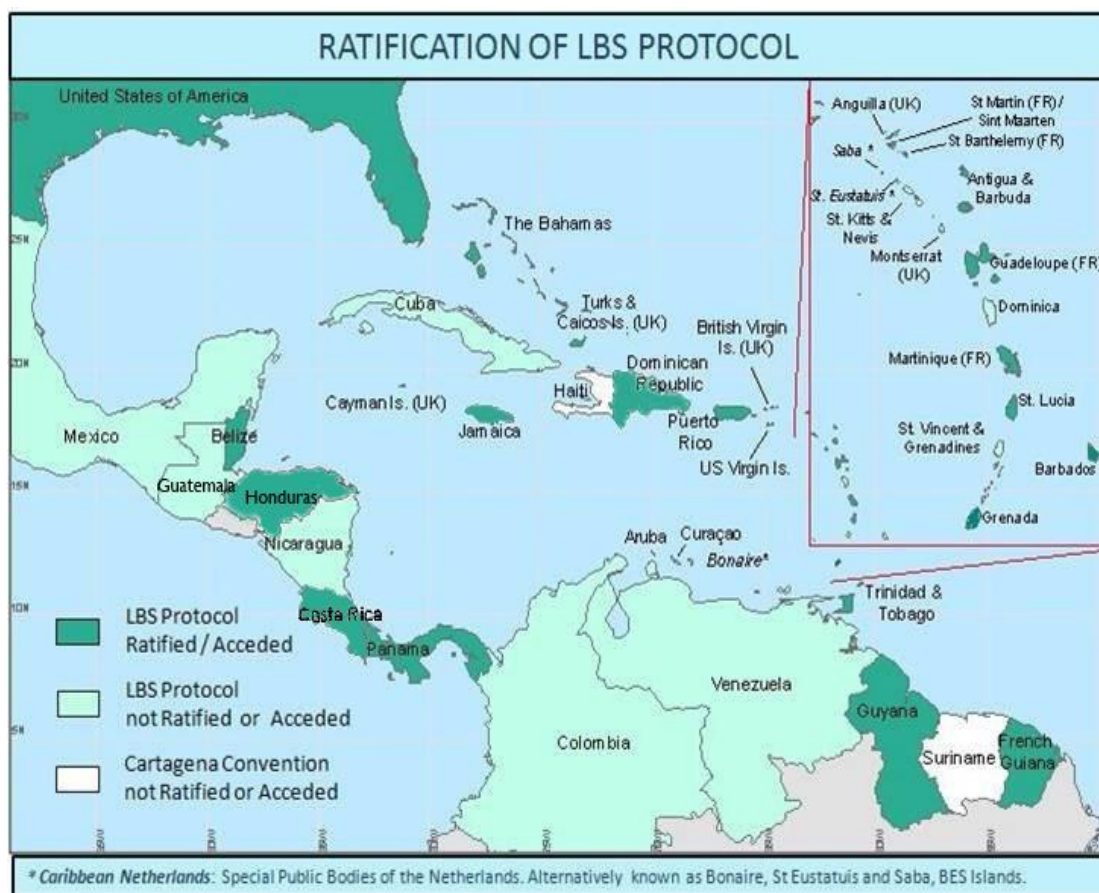 RATIFICATION OF LBS PROTOCOL
United States of America
The Bahamas
Cuba
Turks &
Caicos Is. (UK)
British Virgin
Is. (UK)
Dominican
Republic
Haiti
Cayman Is. (UK)
Jamaica
Puerto
Rico
US Virgin Is.
Mexico
Belize
Guatemala
Honduras
Nicaragua
Aruba
Curaçao
Bonaire*
Costa Rica
Panama
Trinidad &
Tobago
Venezuela
Colombia
Guyana
Suriname
French
Guiana
Anguilla (UK)
St Martin (FR) /
Sint Maarten
St Barthelemy (FR)
Saba *
St. Eustatuis *
Antigua &
Barbuda
St. Kitts &
Nevis
Montserrat
(UK)
Guadeloupe (FR)
Dominica
Martinique (FR)
St. Lucia
St. Vincent &
Grenadines
Barbados
Grenada
25N
20N
15N
10N
5N
LBS Protocol
Ratified / Acceded
LBS Protocol
not Ratified or Acceded
Cartagena Convention
not Ratified or Acceded
* Caribbean Netherlands: Special Public Bodies of the Netherlands. Alternatively known as Bonaire, St Eustatuis and Saba, BES Islands.